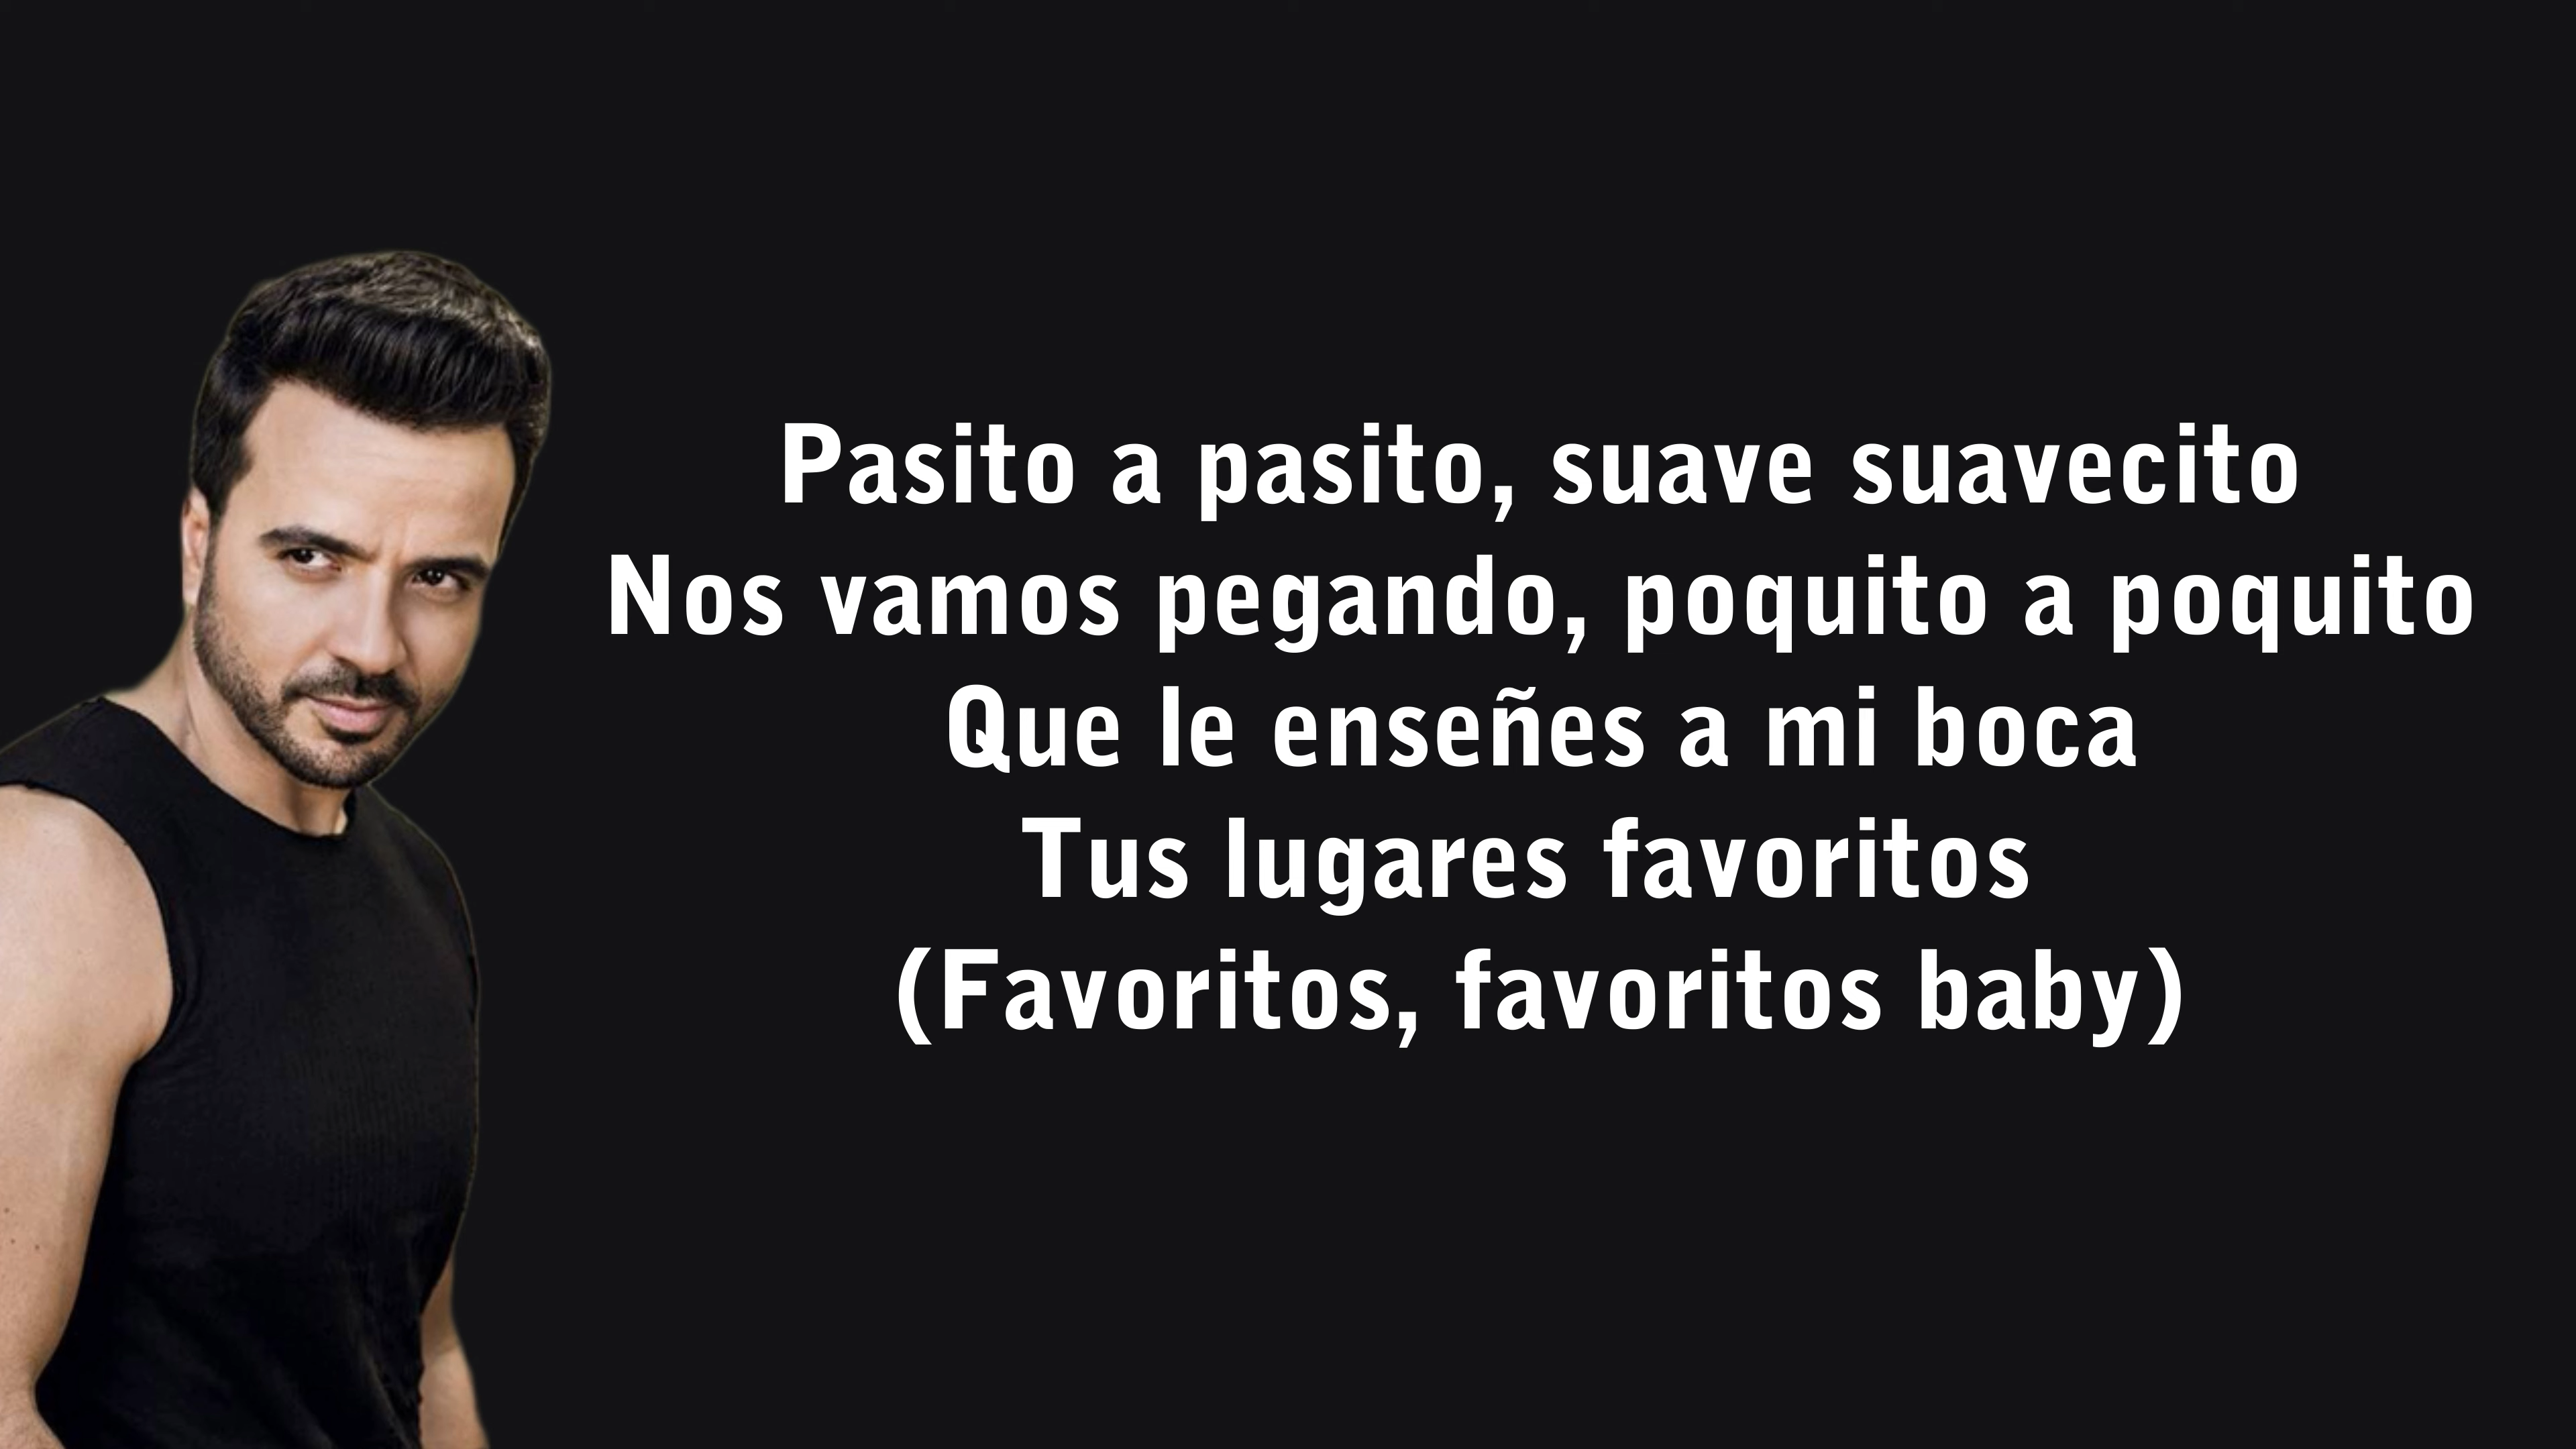 Pasito a pasito, suave suavecito
Nos vamos pegando, poquito a poquito
Que le enseñes a mi boca
Tus lugares favoritos
(Favoritos, favoritos baby)